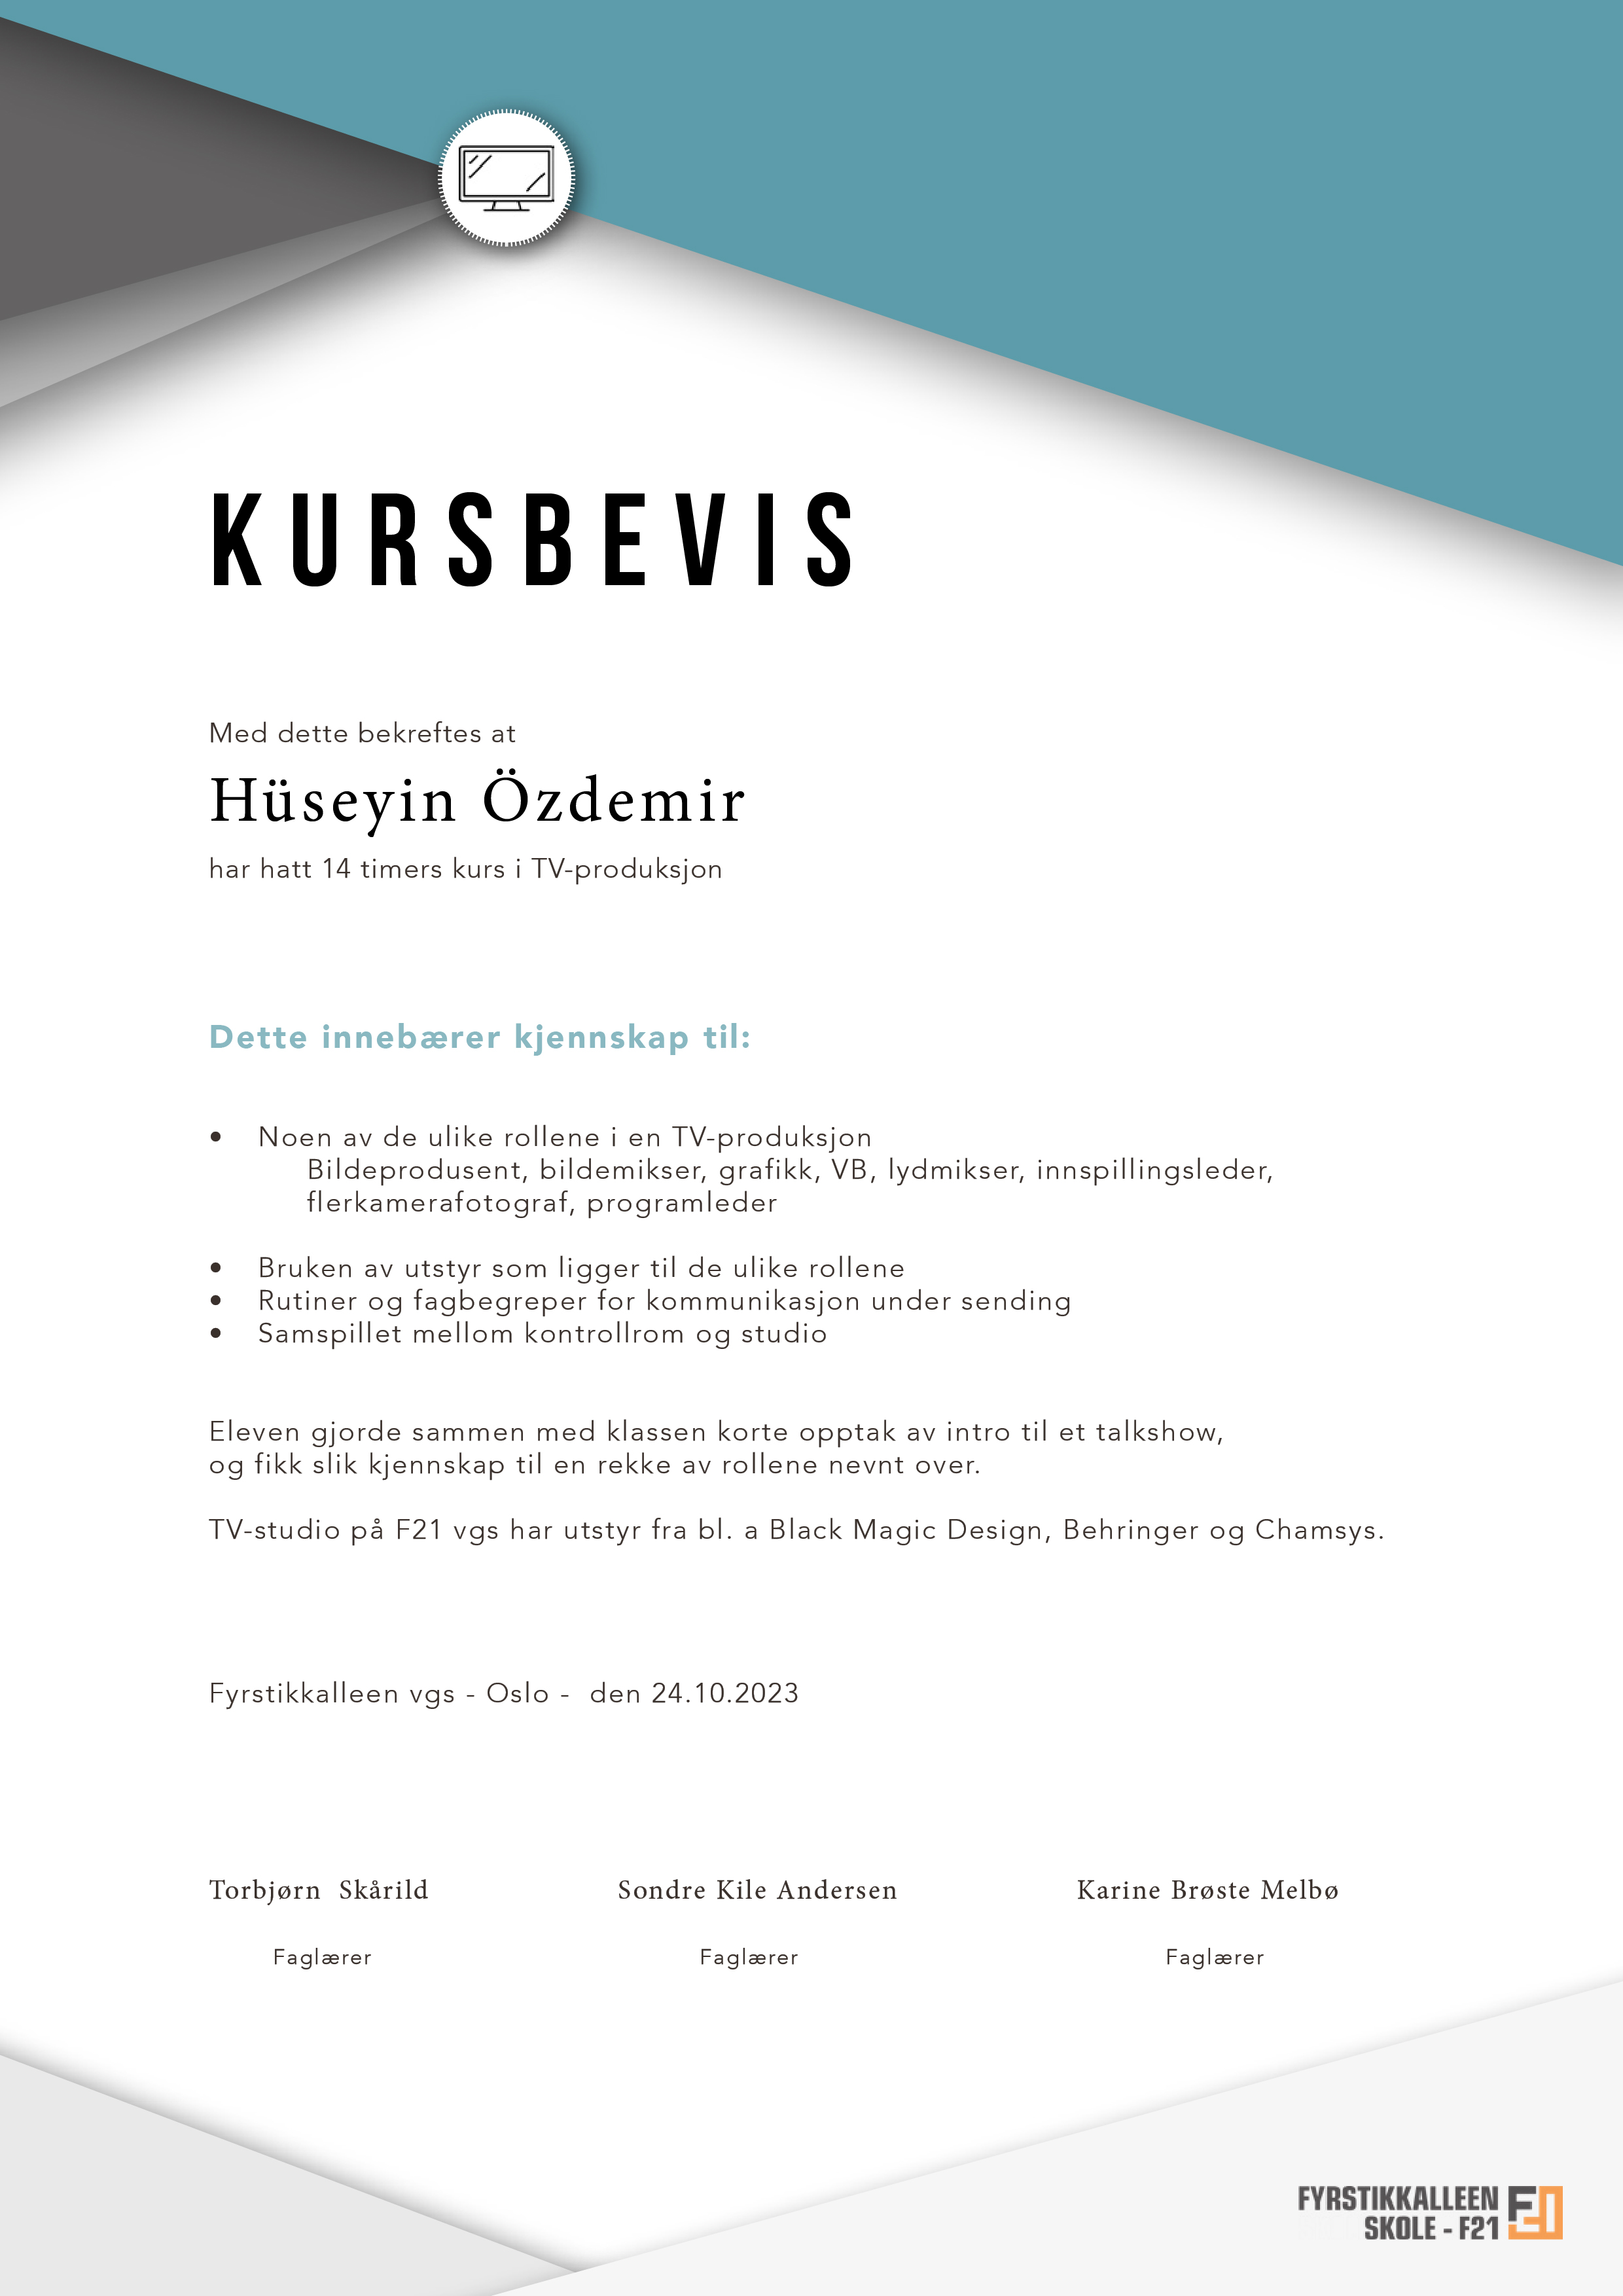 KURSBEVIS
Med dette bekreftes at
Hüseyin Özdemir
har hatt 14 timers kurs i TV-produksjon
Dette innebærer kjennskap til:
• Noen av de ulike rollene i en TV-produksjon
Bildeprodusent, bildemikser, grafikk, VB, lydmikser, innspillingsleder,
flerkamerafotograf, programleder
• Bruken av utstyr som ligger til de ulike rollene
• Rutiner og fagbegreper for kommunikasjon under sending
• Samspillet mellom kontrollrom og studio
Eleven gjorde sammen med klassen korte opptak av intro til et talkshow,
og fikk slik kjennskap til en rekke av rollene nevnt over.
TV-studio på F21 vgs har utstyr fra bl. a Black Magic Design, Behringer og Chamsys.
Fyrstikkalleen vgs - Oslo - den 24.10.2023
Torbjørn Skårild Sondre Kile Andersen Karine Brøste Melbø
Faglærer Faglærer Faglærer
FYRSTIKKALLEEN
SKOLE - F21